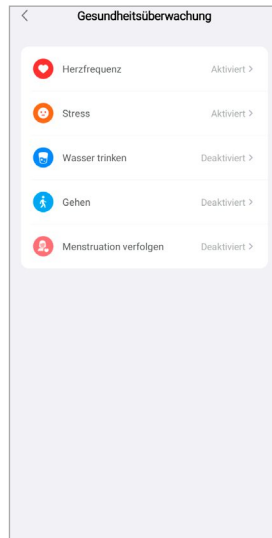 Gesundheitsüberwachung
Herzfrequenz Aktiviert >
Stress Aktiviert >
Wasser trinken Deaktiviert >
Gehen Deaktiviert >
Menstruation verfolgen Deaktiviert >